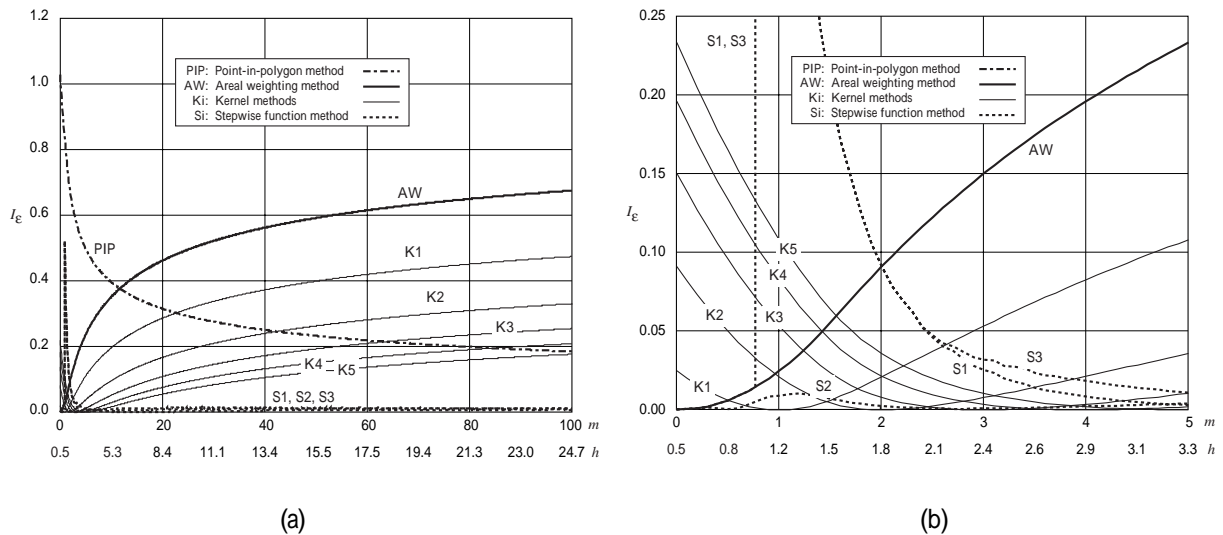 1.2
1.0
0.8
0.6
0.4
0.2
0.0
Iε
PIP: Point-in-polygon method
AW: Areal weighting method
Ki: Kernel methods
Si: Stepwise function method
PIP
AW
K1
K2
K3
K4
K5
S1, S2, S3
0 20 40 60 80 100 m
0.5 5.3 8.4 11.1 13.4 15.5 17.5 19.4 21.3 23.0 24.7 h
(a)
0.25
0.20
0.15
0.10
0.05
0.00
Iε
S1, S3
PIP: Point-in-polygon method
AW: Areal weighting method
Ki: Kernel methods
Si: Stepwise function method
AW
K5
K4
K2
K3
S3
S1
K1
S2
0 1 2 3 4 5 m
0.5 0.8 1.2 1.5 1.8 2.1 2.4 2.6 2.9 3.1 3.3 h
(b)